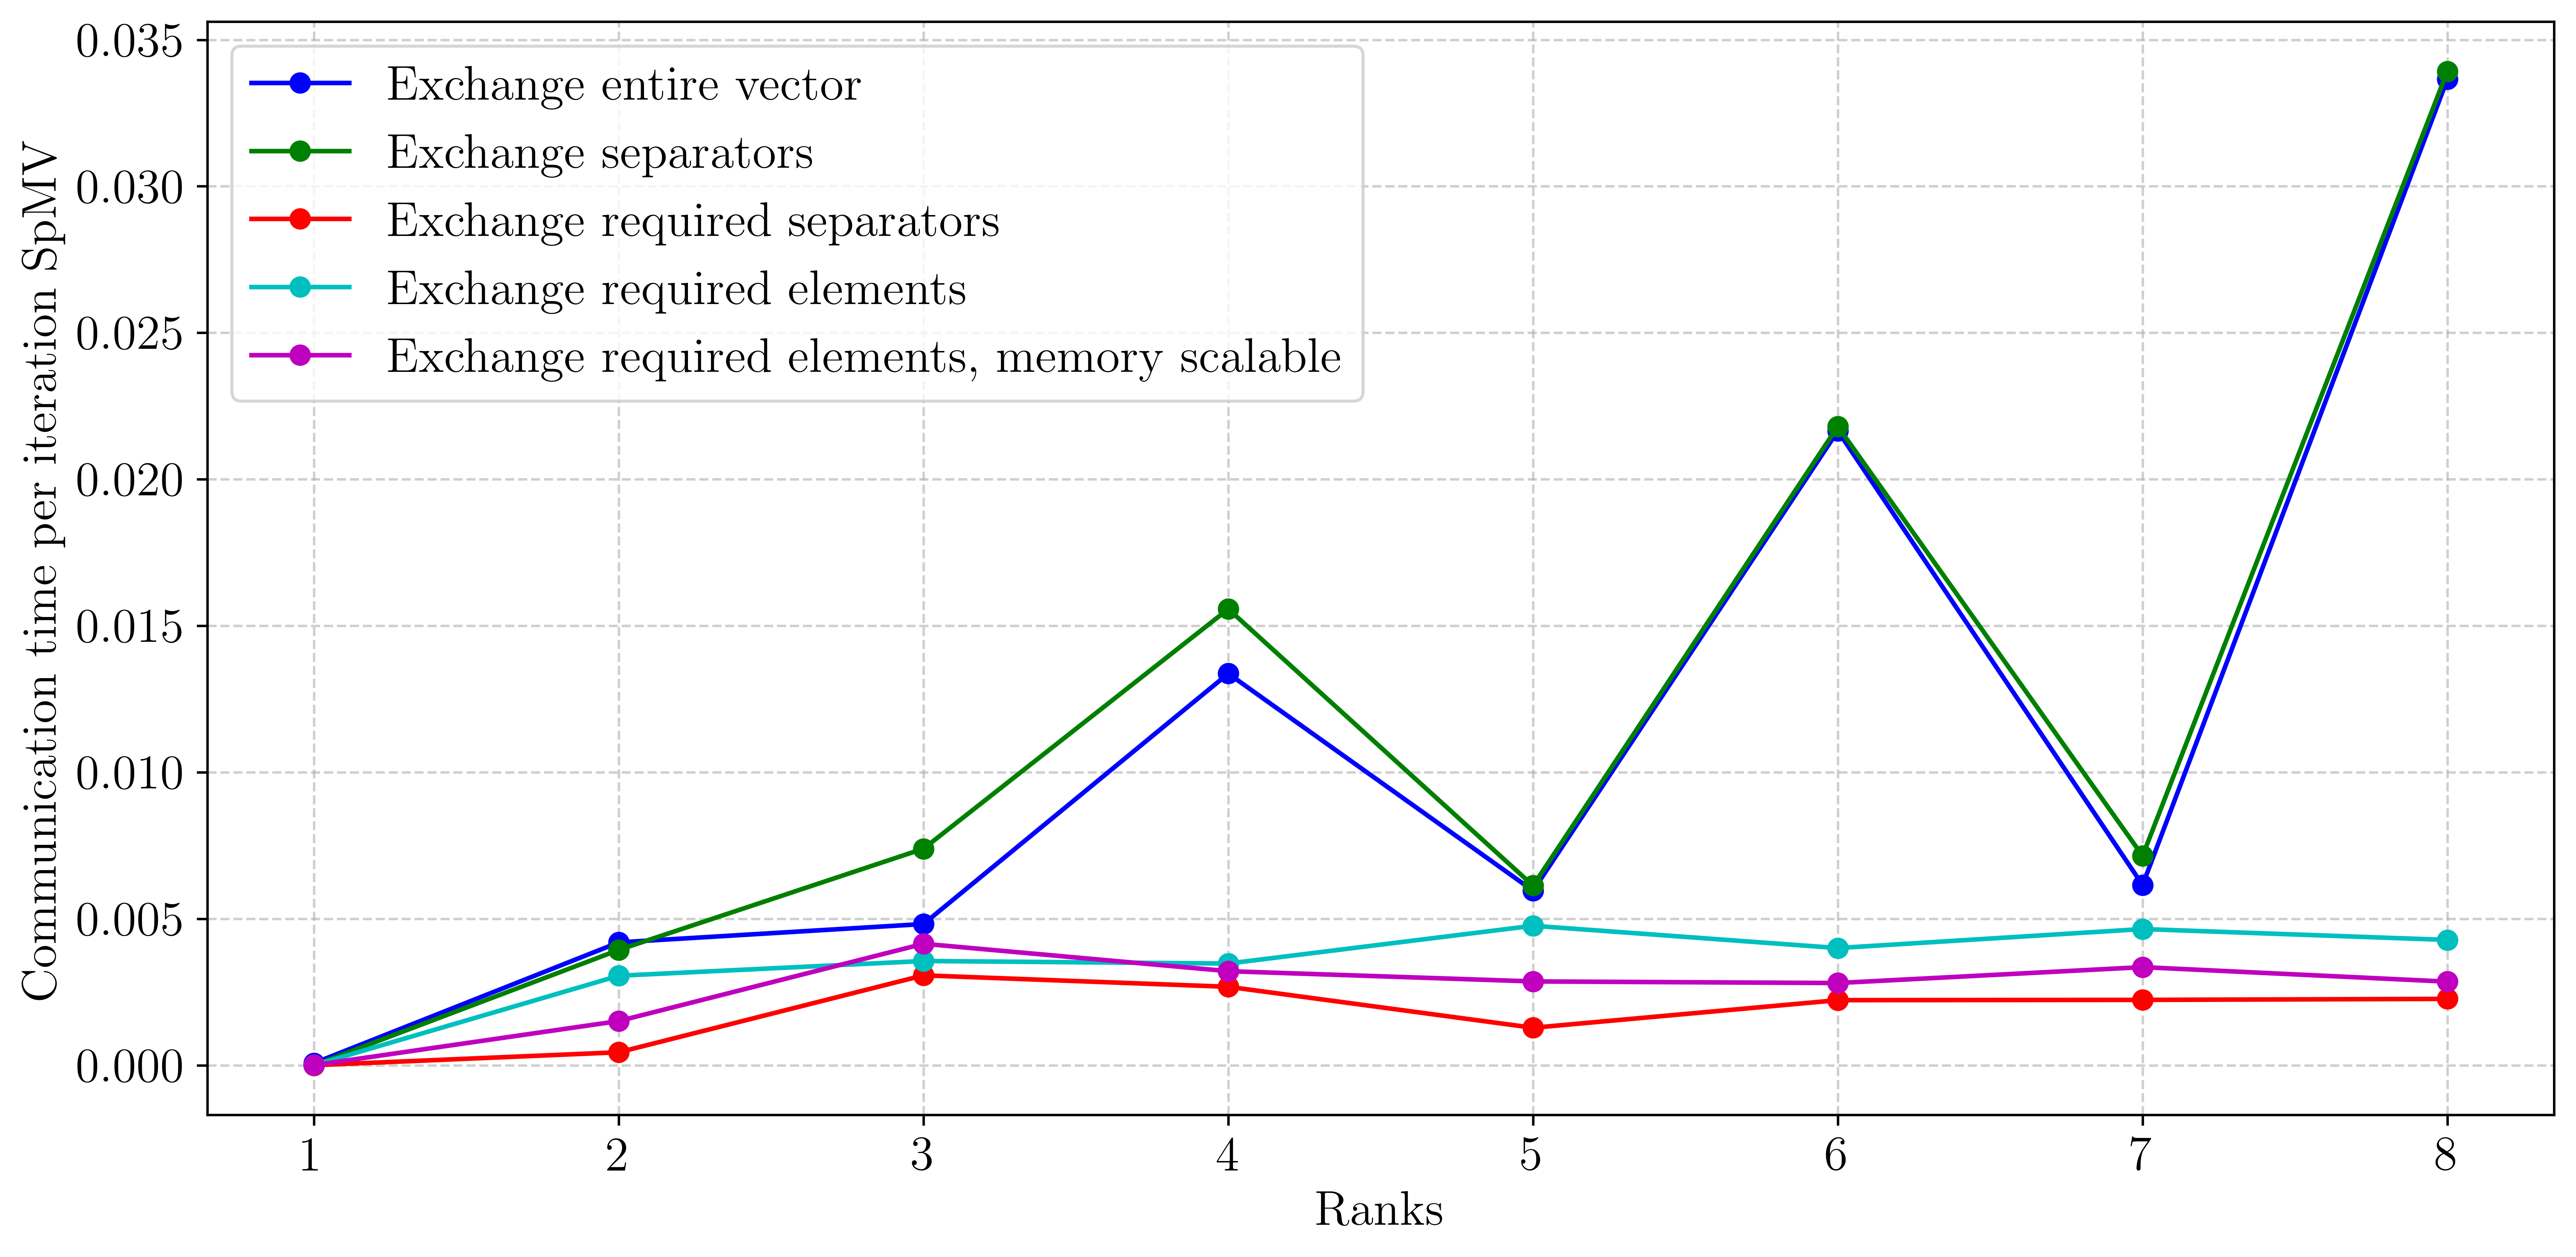 0.035
0.030
0.025
0.020
0.015
0.010
0.005
0.000
Communication time per iteration SpMV
Exchange entire vector
Exchange separators
Exchange required separators
Exchange required elements
Exchange required elements, memory scalable
1 2 3 4 5 6 7 8
Ranks